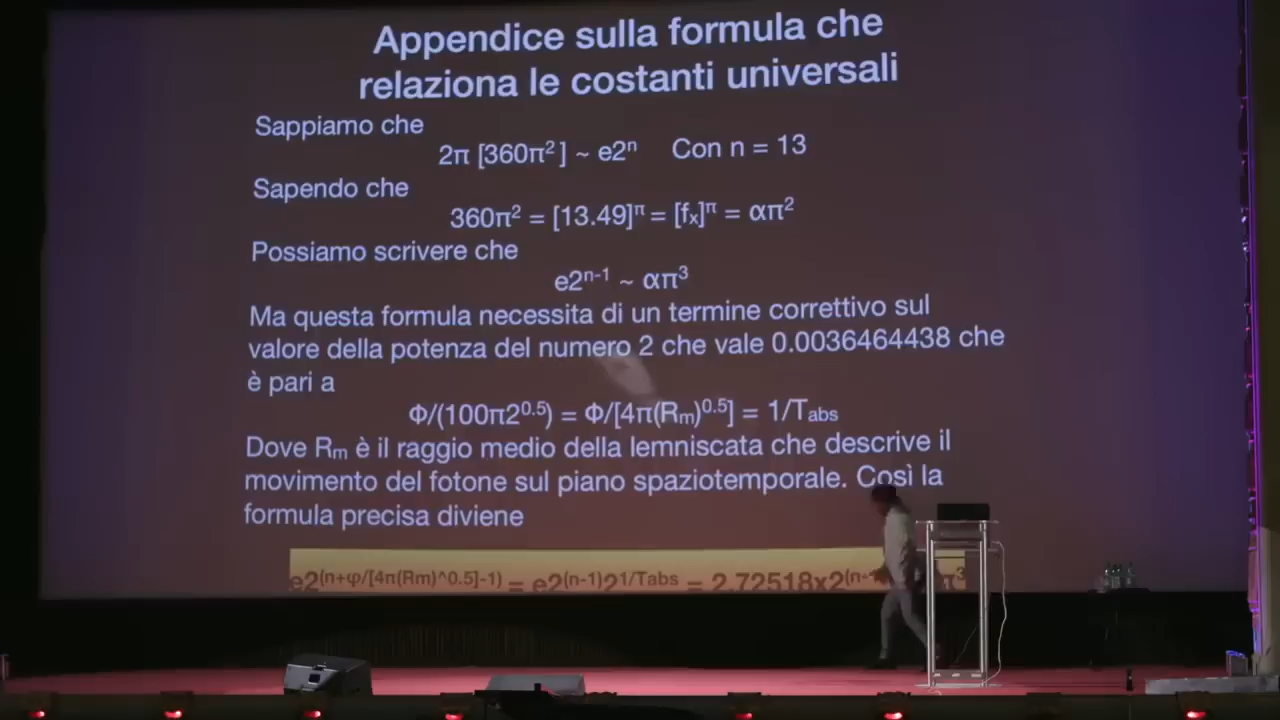 Appendice sulla formula che
relaziona le costanti universali
Sappiamo che
2π [360π²] ~ e2ⁿ Con n = 13
Sapendo che
360π² = [13.49]^π = [fₓ]^π = απ²
Possiamo scrivere che
e2ⁿ⁻¹ ~ απ³
Ma questa formula necessita di un termine correttivo sul
valore della potenza del numero 2 che vale 0.0036464438 che
è pari a
Φ/(100π2^0.5) = Φ/[4π(Rₘ)^0.5] = 1/Tabs
Dove Rₘ è il raggio medio della lemniscata che descrive il
movimento del fotone sul piano spaziotemporale. Così la
formula precisa diviene
e2^(n+φ/[4π(Rm)^0.5]-1) = e2^(n-1)2^1/Tabs = 2.72518x2^(n- π³